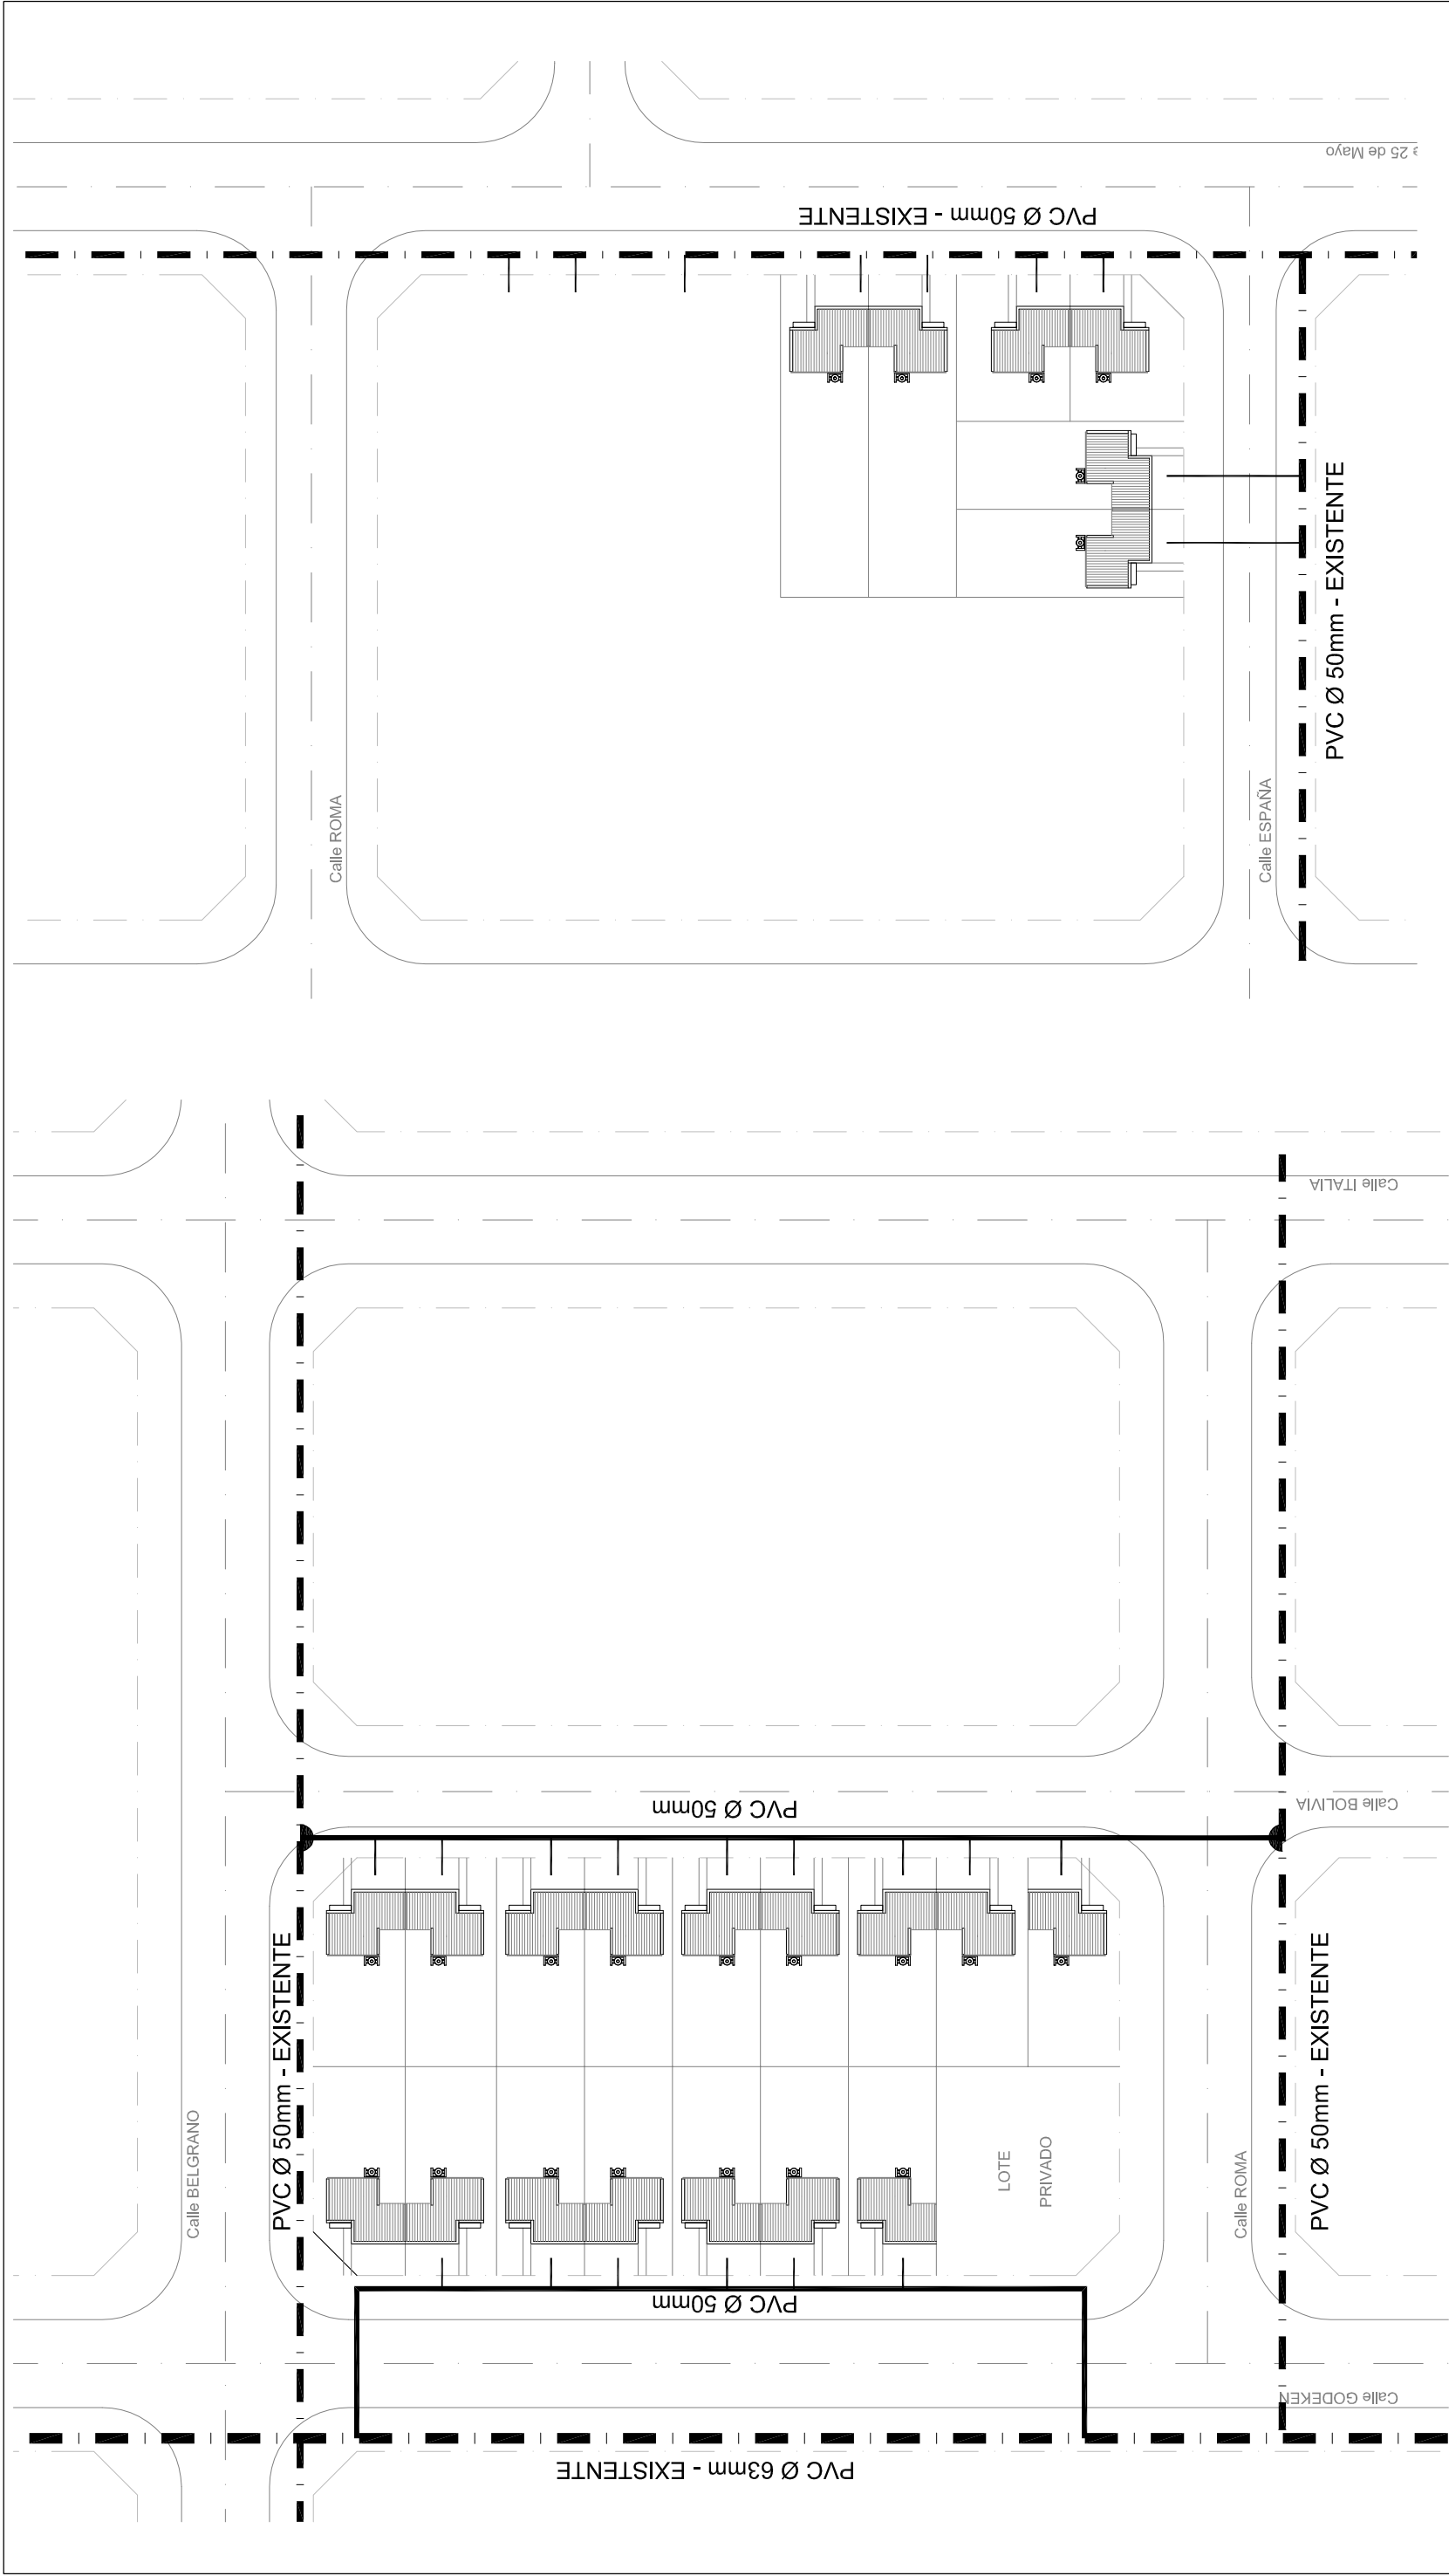 e 25 de Mayo
PVC Ø 50mm - EXISTENTE
PVC Ø 50mm - EXISTENTE
Calle ROMA
Calle ESPAÑA
Calle ITALIA
Calle BOLIVIA
PVC Ø 50mm
PVC Ø 50mm - EXISTENTE
PVC Ø 50mm - EXISTENTE
Calle BELGRANO
LOTE
PRIVADO
Calle ROMA
PVC Ø 50mm
Calle GODEKEN
PVC Ø 63mm - EXISTENTE